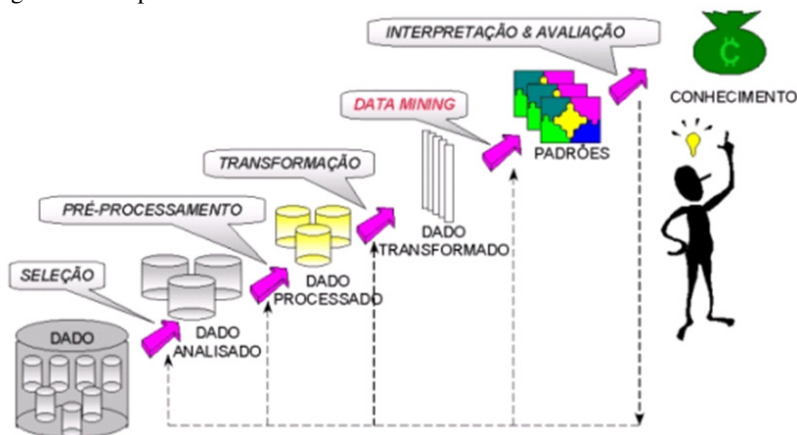 INTERPRETAÇÃO & AVALIAÇÃO
CONHECIMENTO
DATA MINING
PADRÕES
TRANSFORMAÇÃO
DADO
TRANSFORMADO
PRÉ-PROCESSAMENTO
DADO
PROCESSADO
SELEÇÃO
DADO
ANALISADO
DADO